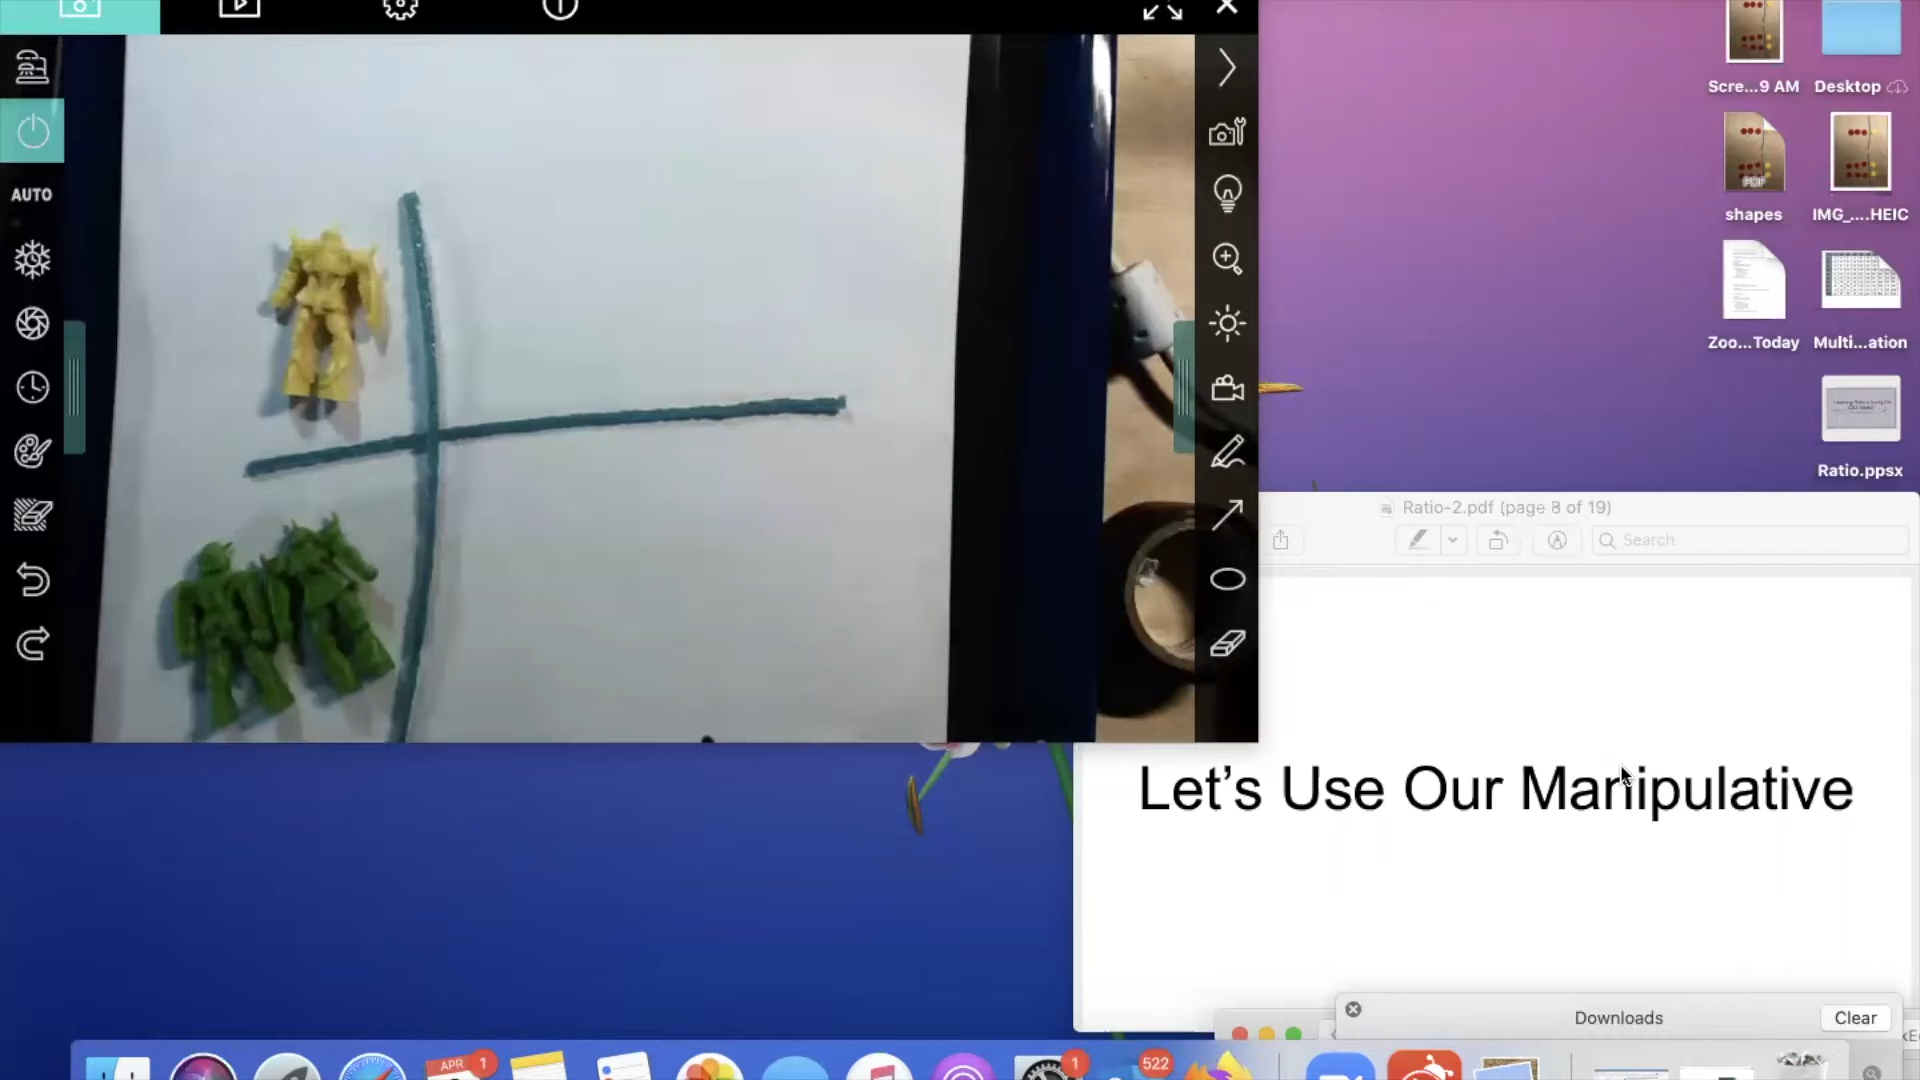 AUTO
Scre...9 AM
Desktop
PDF
shapes
IMG_....HEIC
Zoo...Today
Multi...ation
Ratio.ppsx
Ratio-2.pdf (page 8 of 19)
Search
Let's Use Our Manipulative
Downloads
Clear
APR
1
1
522